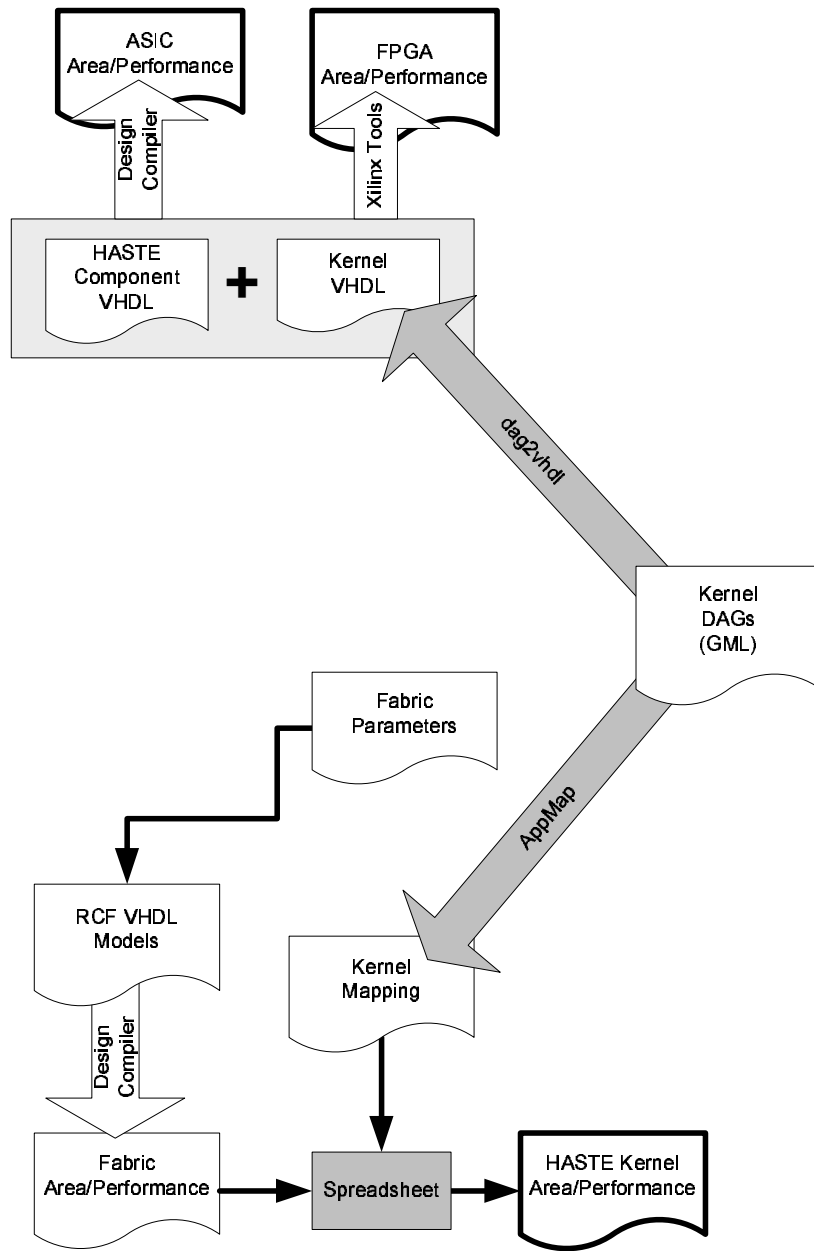 ASIC
Area/Performance
FPGA
Area/Performance
Design
Compiler
Xilinx Tools
HASTE
Component
VHDL
+
Kernel
VHDL
dag2vhdl
Kernel
DAGs
(GML)
Fabric
Parameters
AppMap
RCF VHDL
Models
Kernel
Mapping
Design
Compiler
Fabric
Area/Performance
Spreadsheet
HASTE Kernel
Area/Performance